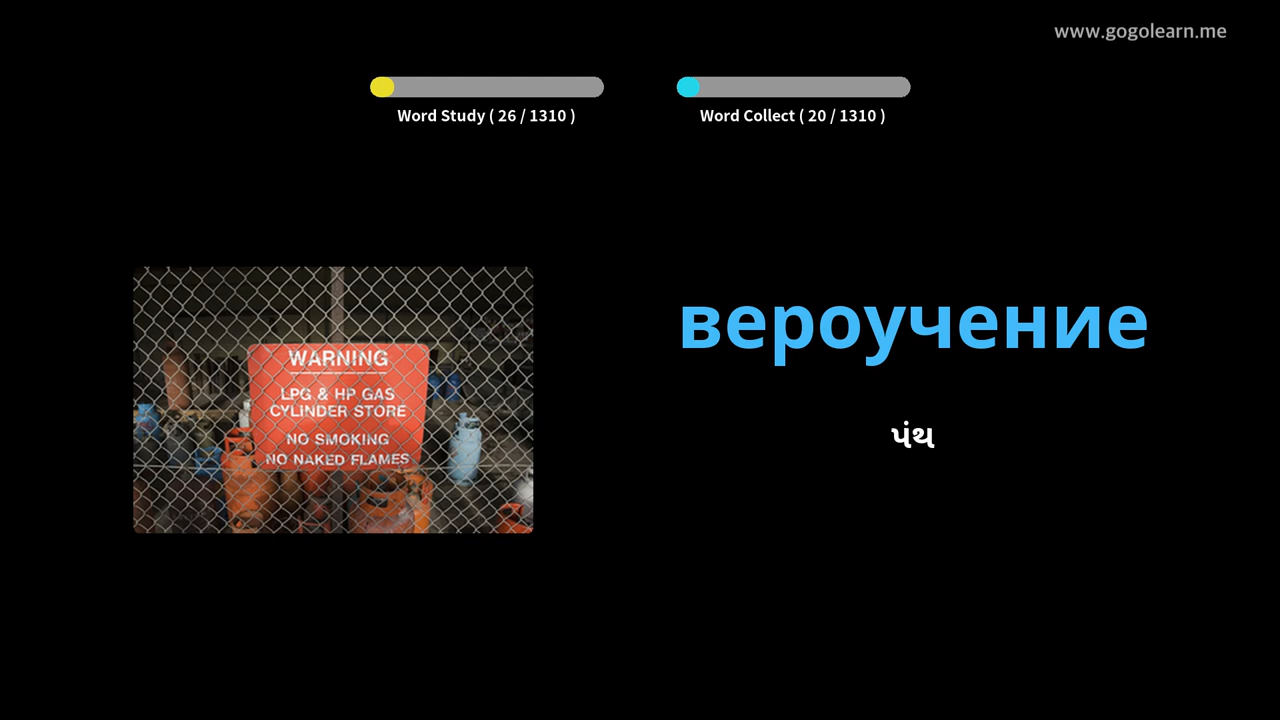 www.gogolearn.me
Word Study ( 26 / 1310 )
Word Collect ( 20 / 1310 )
WARNING
LPG & HP GAS
CYLINDER STORE
NO SMOKING
NO NAKED FLAMES
вероучение
પંથ